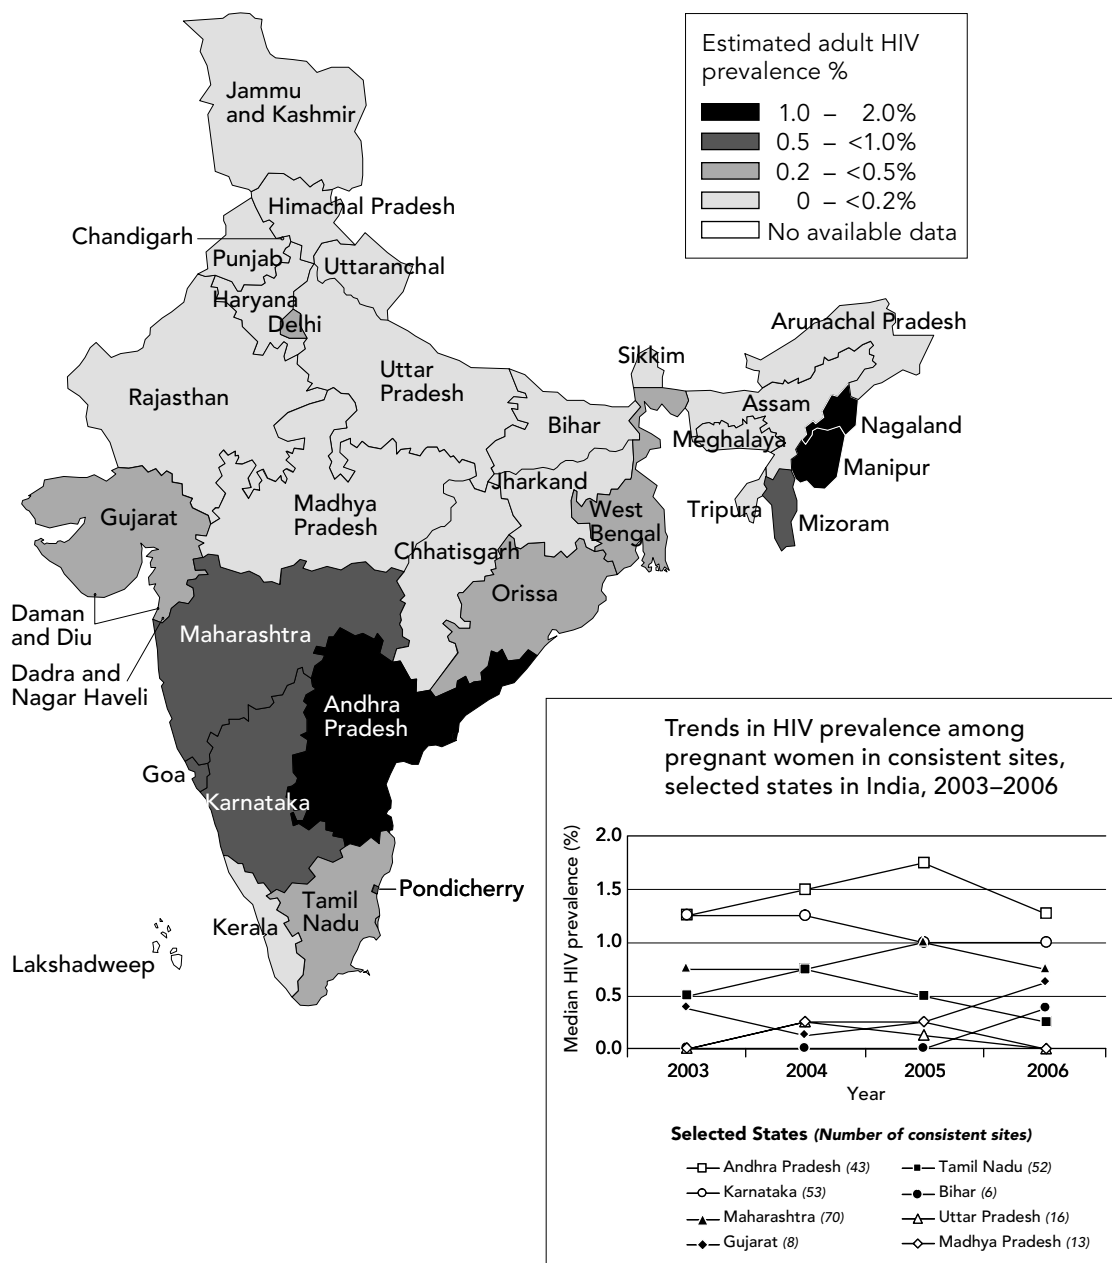 Estimated adult HIV
prevalence %
1.0 – 2.0%
0.5 – <1.0%
0.2 – <0.5%
0 – <0.2%
No available data
Jammu
and Kashmir
Himachal Pradesh
Chandigarh
Punjab
Uttaranchal
Haryana
Delhi
Arunachal Pradesh
Sikkim
Uttar
Pradesh
Rajasthan
Assam
Bihar
Nagaland
Meghalaya
Manipur
Jharkand
Madhya
Pradesh
Gujarat
West
Bengal
Tripura
Mizoram
Chhatisgarh
Orissa
Daman
and Diu
Maharashtra
Dadra and
Nagar Haveli
Andhra
Pradesh
Goa
Karnataka
Pondicherry
Tamil
Nadu
Kerala
Lakshadweep
Trends in HIV prevalence among
pregnant women in consistent sites,
selected states in India, 2003–2006
Median HIV prevalence (%)
2.0
1.5
1.0
0.5
0.0
2003 2004 2005 2006
Year
Selected States (Number of consistent sites)
Andhra Pradesh (43)
Karnataka (53)
Maharashtra (70)
Gujarat (8)
Tamil Nadu (52)
Bihar (6)
Uttar Pradesh (16)
Madhya Pradesh (13)